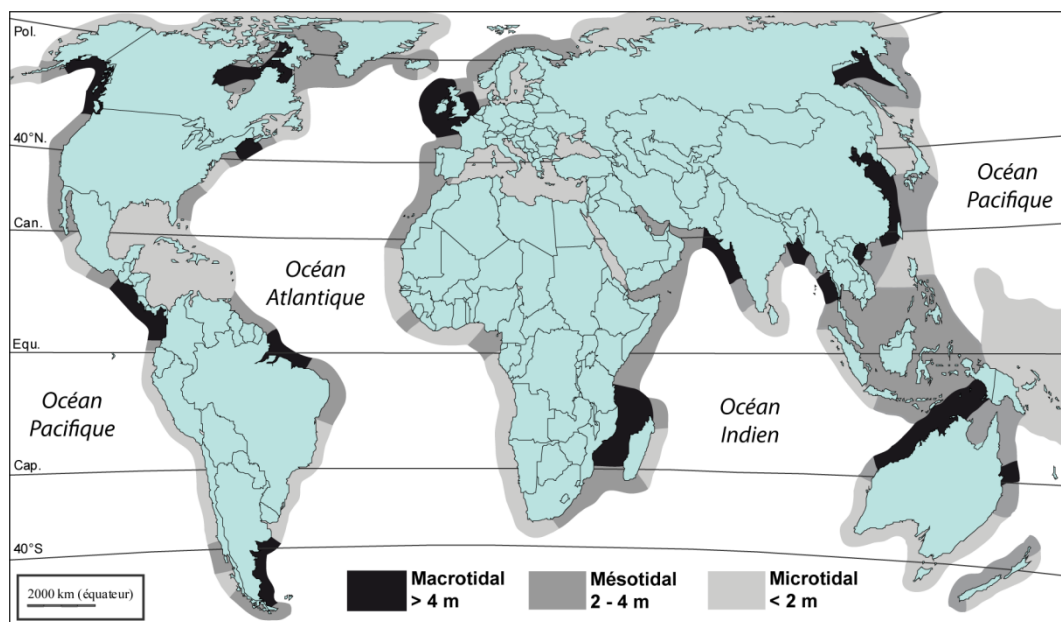 Pol.
40°N.
Océan
Pacifique
Can.
Océan
Atlantique
Equ.
Océan
Pacifique
Océan
Indien
Cap.
40°S
2000 km (équateur)
Macrotidal
> 4 m
Mésotidal
2 - 4 m
Microtidal
< 2 m